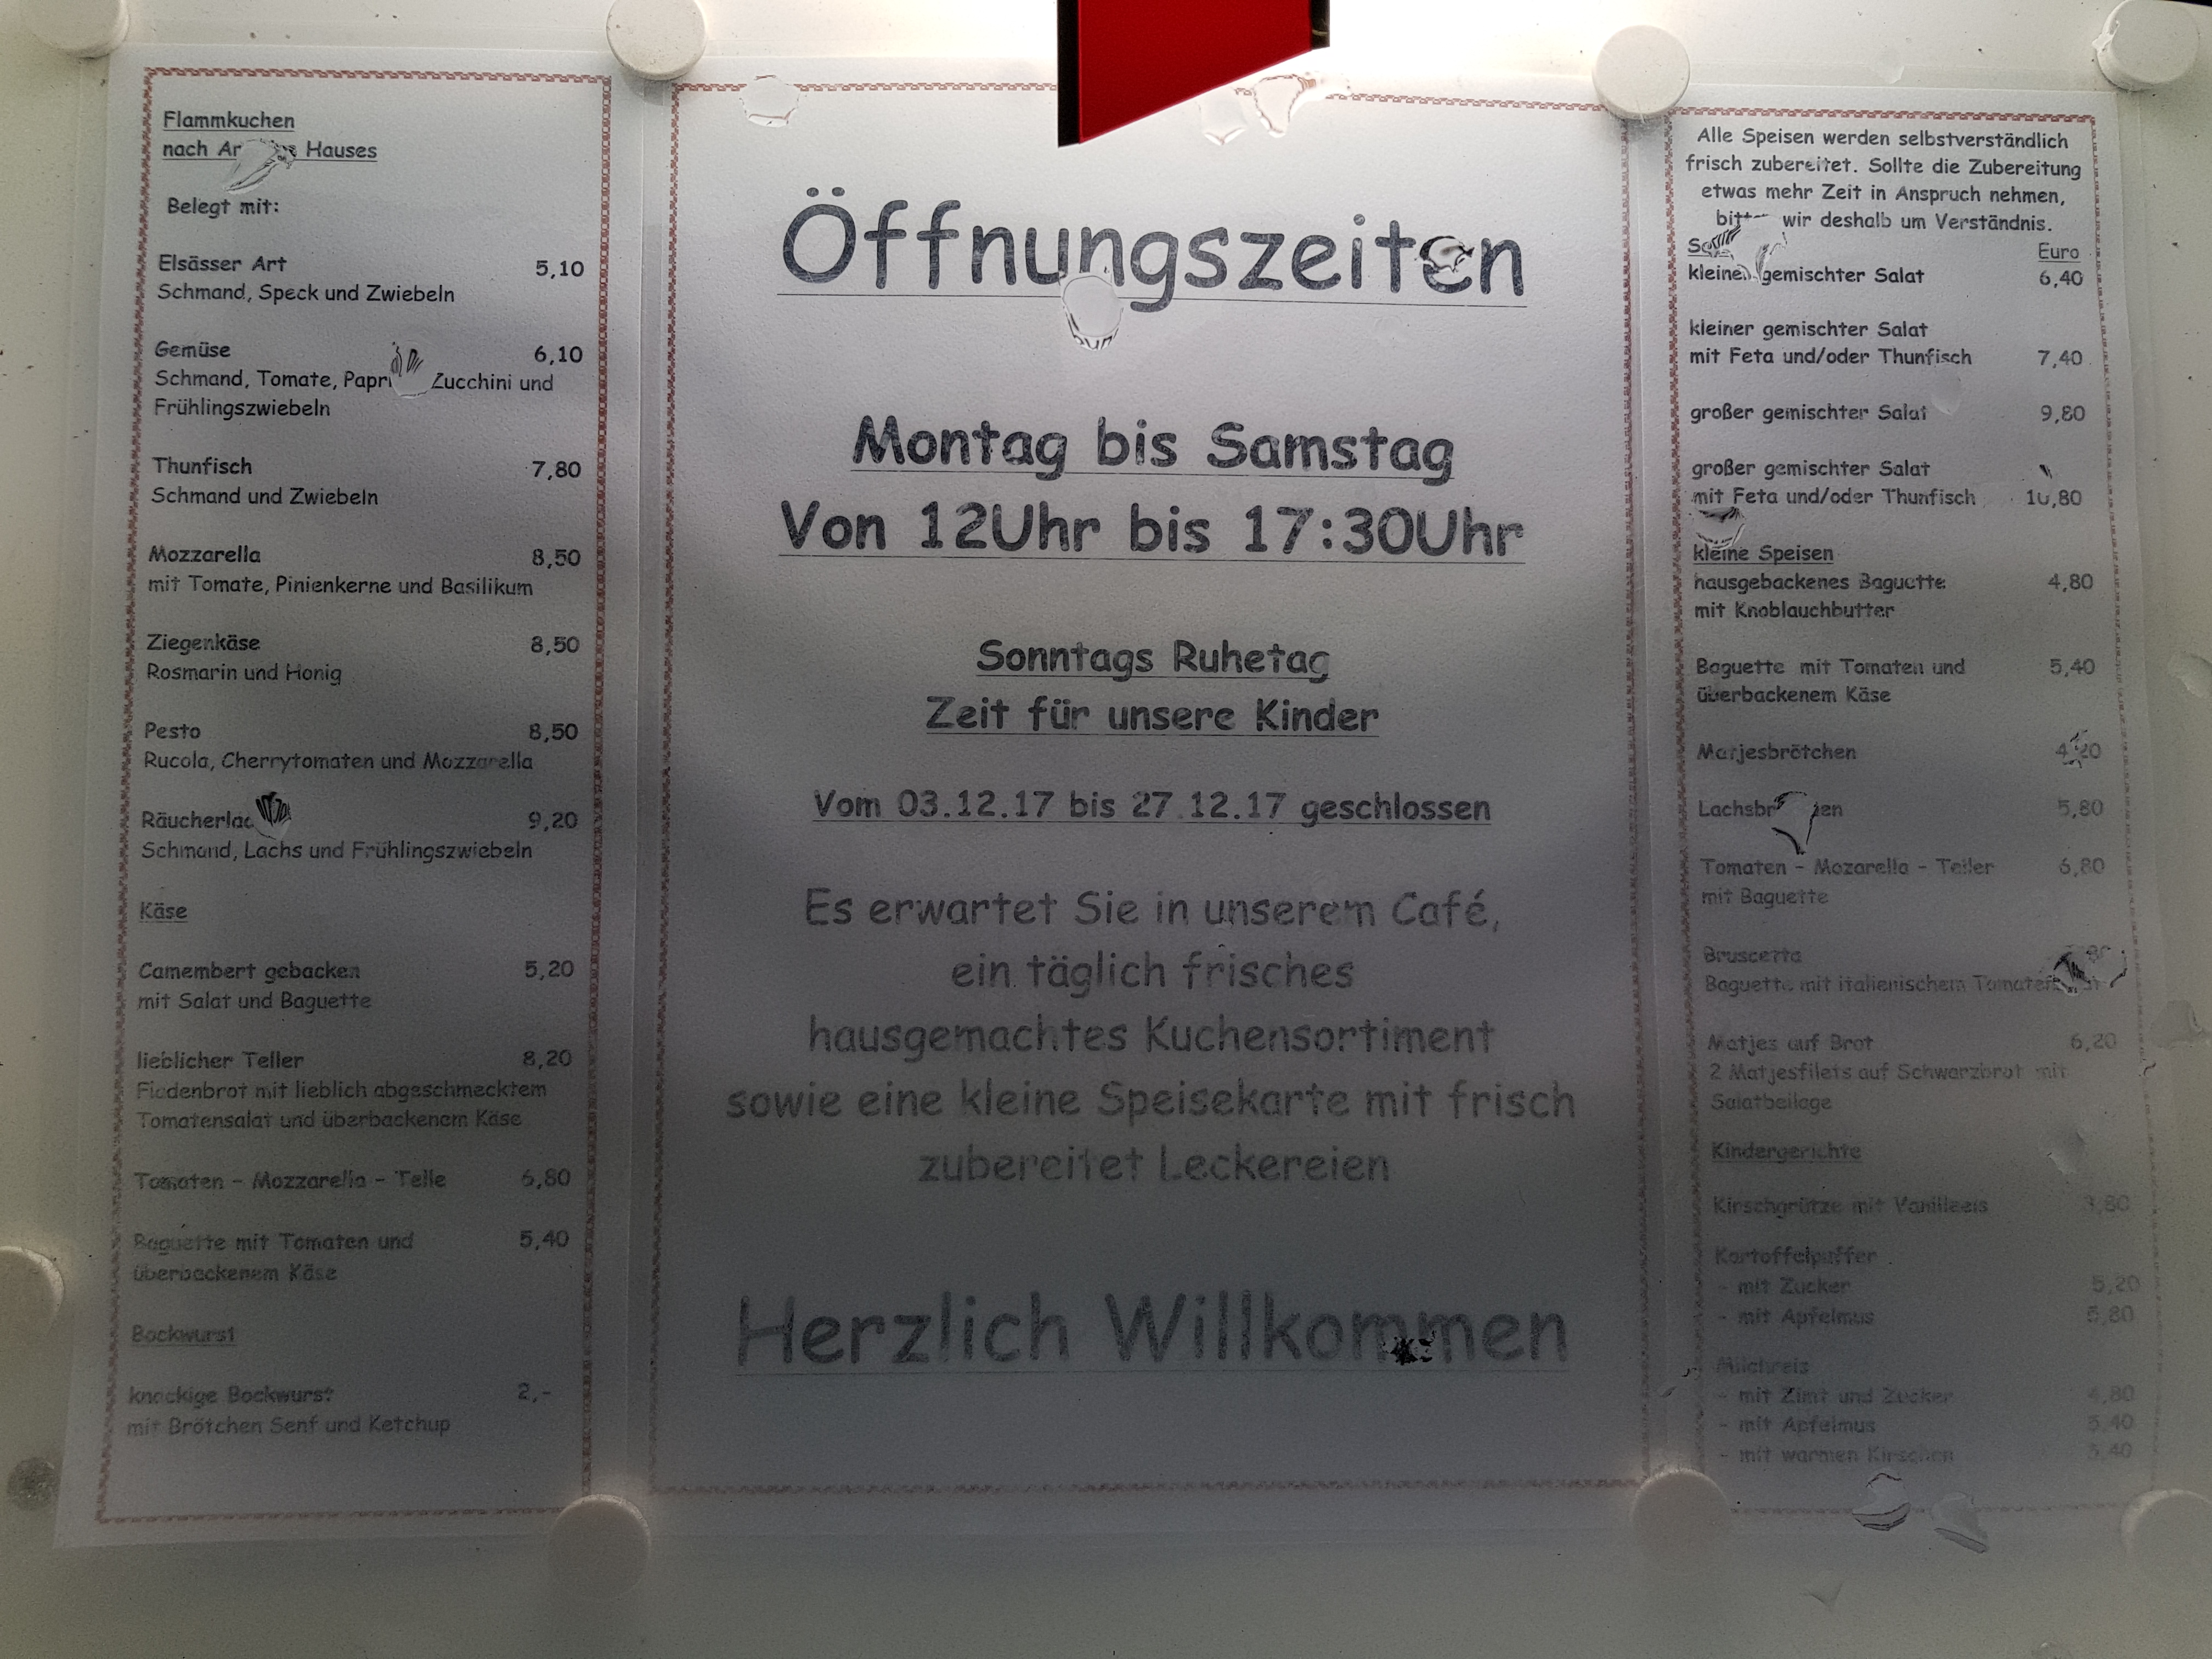 Flammkuchen
nach Hauses
Belegt mit:
Elsässer Art 5,10
Schmand, Speck und Zwiebeln
Gemüse 6,10
Schmand, Tomate, Zucchini und
Frühlingszwiebeln
Thunfisch 7,80
Schmand und Zwiebeln
Mozzarella 8,50
mit Tomate, Pinienkerne und Basilikum
Ziegenkäse 8,50
Rosmarin und Honig
Pesto 8,50
Rucola, Cherrytomaten und Mozzarella
9,20
Schmand, Lachs und Frühlingszwiebeln
Käse
Camembert gebacken 5,20
mit Salat und Baguette
lieblicher Teller 8,20
Fladenbrot mit lieblich abgeschmecktem
Tomatensalat und überbackenem Käse
Tomaten - Mozzarella - Telle 6,80
Baguette mit Tomaten und 5,40
überbackenem Käse
Bockwurst
knackige Bockwurst 2,-
mit Brötchen Senf und Ketchup
Öffnungszeiten
Montag bis Samstag
Von 12Uhr bis 17:30Uhr
Sonntags Ruhetag
Zeit für unsere Kinder
Vom 03.12.17 bis 27.12.17 geschlossen
Es erwartet Sie in unserem Café,
ein täglich frisches
hausgemachtes Kuchensortiment
sowie eine kleine Speisekarte mit frisch
zubereitet Leckereien
Herzlich Willkommen
Alle Speisen werden selbstverständlich
frisch zubereitet. Sollte die Zubereitung
etwas mehr Zeit in Anspruch nehmen,
wir deshalb um Verständnis.
Euro
kleiner gemischter Salat 6,40
kleiner gemischter Salat
mit Feta und/oder Thunfisch 7,40
großer gemischter Salat 9,80
großer gemischter Salat
mit Feta und/oder Thunfisch 10,80
kleine Speisen
hausgebackenes Baguette 4,80
mit Knoblauchbutter
Baguette mit Tomaten und 5,40
überbackenem Käse
Matjesbrötchen 4,20
5,80
Tomaten - Mozarella - Teller 6,80
mit Baguette
Bruscetta
Baguette mit italienischem
Matjes auf Brot 6,20
2 Matjesfilets auf Schwarzbrot mit
Salatbeilage
Kindergerichte
Kirschgrütze mit Vanilleeis
Kartoffelpuffer
- mit Zucker 5,20
- mit Apfelmus 5,80
Milchreis
- mit Zimt und Zucker 4,80
- mit Apfelmus 5,40
- mit warmen Kirschen 5,40